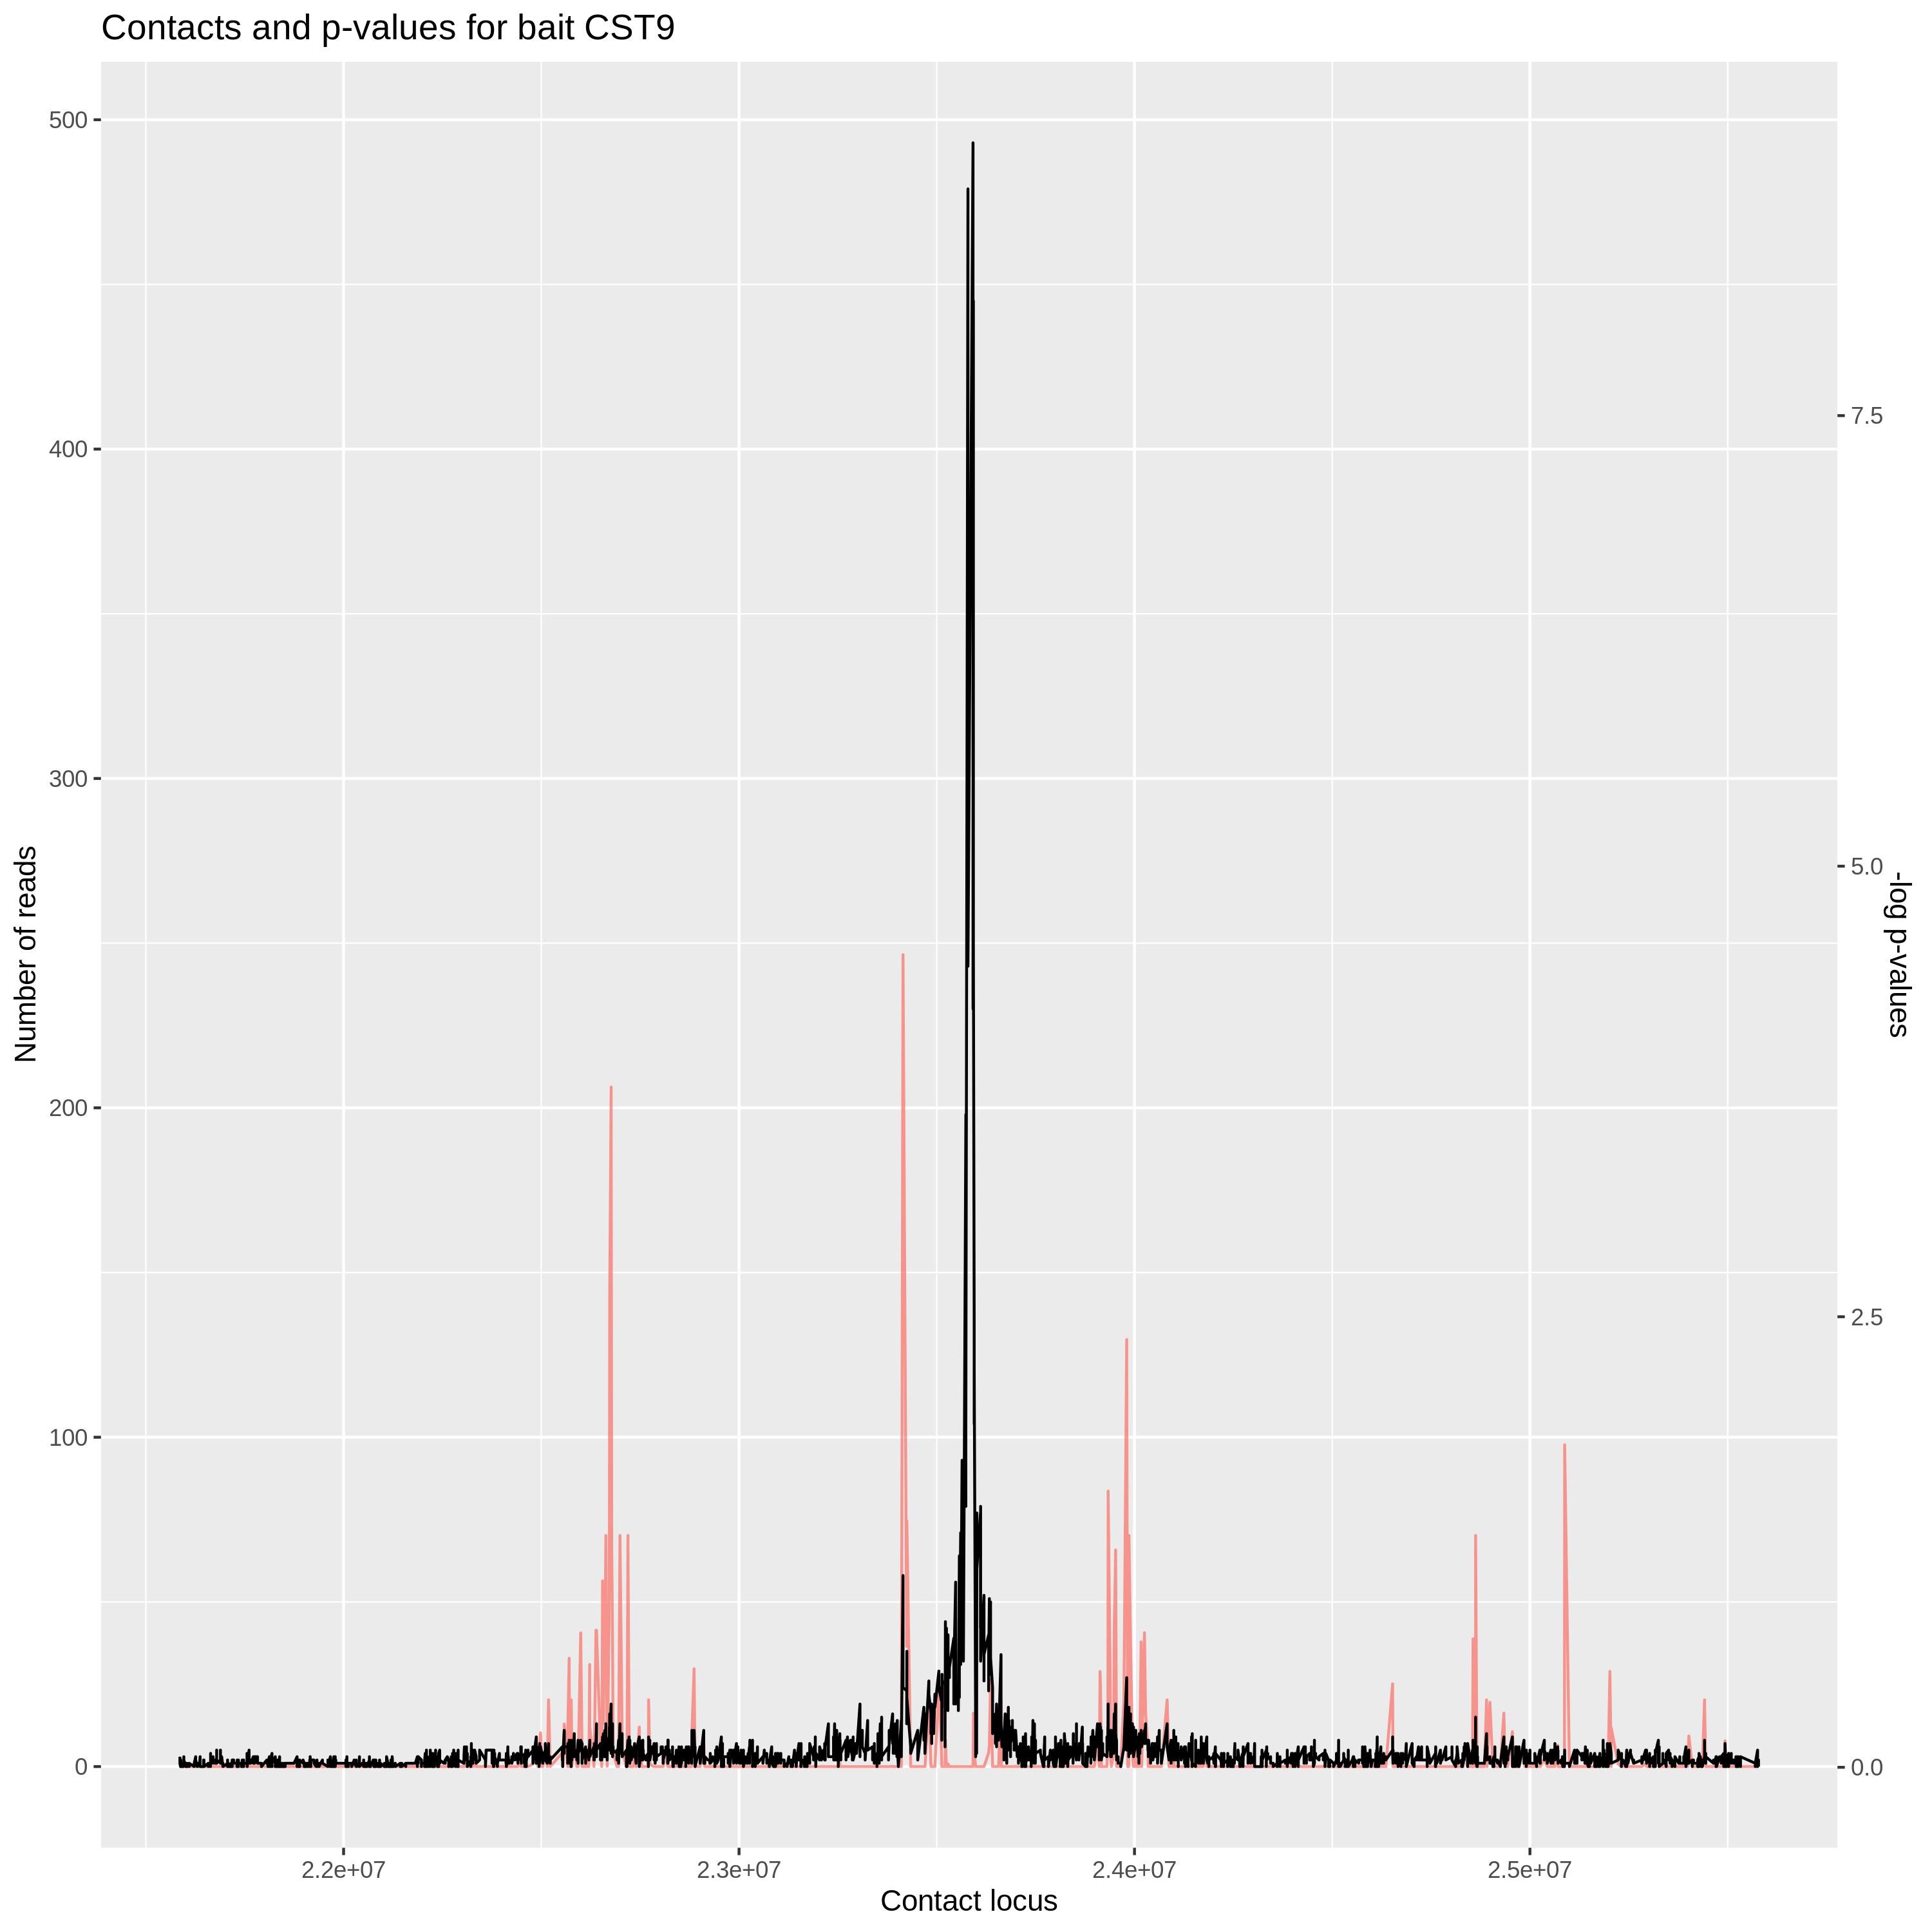 Contacts and p-values for bait CST9
500
400
300
200
100
0
Number of reads
7.5
5.0
2.5
0.0
-log p-values
2.2e+07 2.3e+07 2.4e+07 2.5e+07
Contact locus